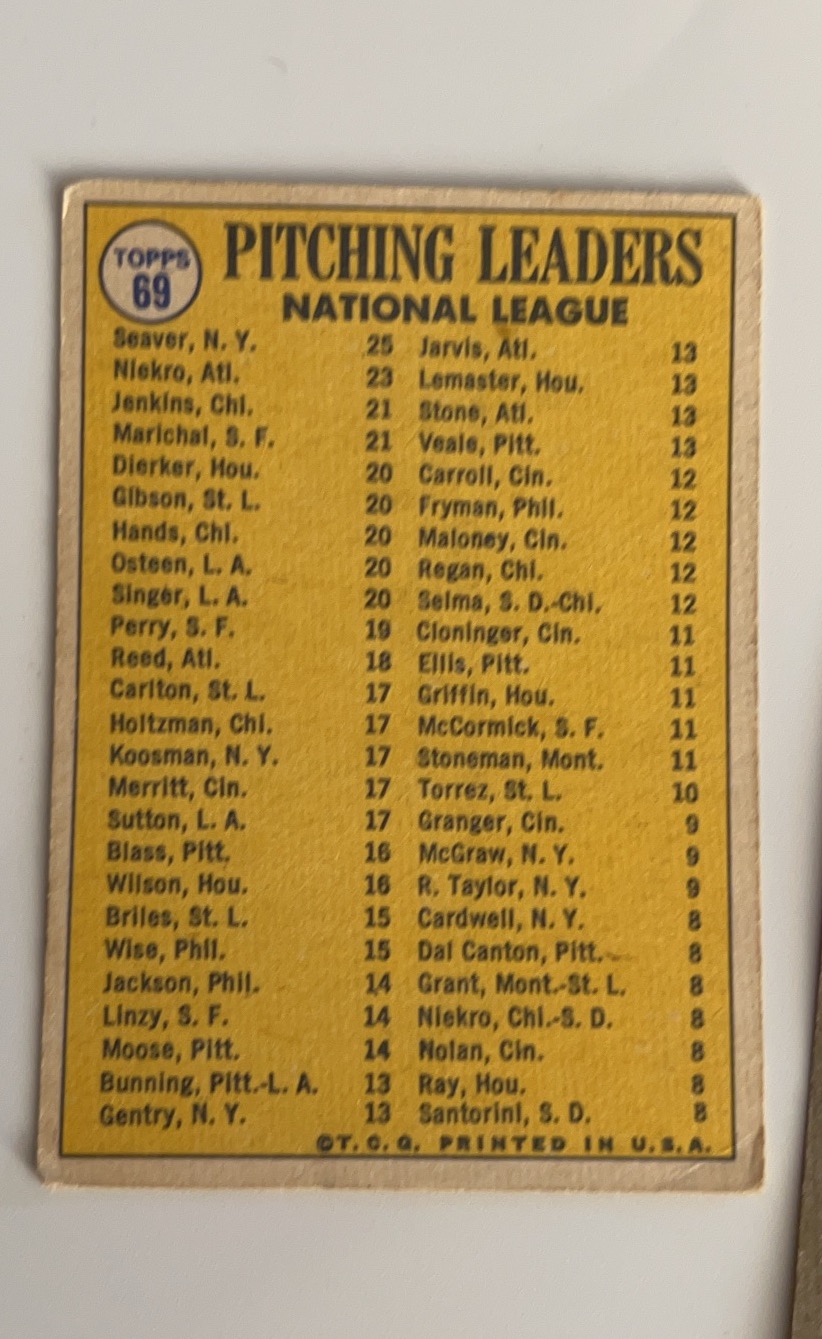 TOPPS
69
PITCHING LEADERS
NATIONAL LEAGUE
Seaver, N. Y. 25
Niekro, Atl. 23
Jenkins, Chi. 21
Marichal, S. F. 21
Dierker, Hou. 20
Gibson, St. L. 20
Hands, Chi. 20
Osteen, L. A. 20
Singer, L. A. 20
Perry, S. F. 19
Reed, Atl. 18
Carlton, St. L. 17
Holtzman, Chi. 17
Koosman, N. Y. 17
Merritt, Cin. 17
Sutton, L. A. 17
Blass, Pitt. 16
Wilson, Hou. 16
Briles, St. L. 15
Wise, Phil. 15
Jackson, Phil. 14
Linzy, S. F. 14
Moose, Pitt. 14
Bunning, Pitt.-L. A. 13
Gentry, N. Y. 13
Jarvis, Atl. 13
Lemaster, Hou. 13
Stone, Atl. 13
Veale, Pitt. 13
Carroll, Cin. 12
Fryman, Phil. 12
Maloney, Cin. 12
Regan, Chi. 12
Selma, S. D.-Chi. 12
Cloninger, Cin. 11
Ellis, Pitt. 11
Griffin, Hou. 11
McCormick, S. F. 11
Stoneman, Mont. 11
Torrez, St. L. 10
Granger, Cin. 9
McGraw, N. Y. 9
R. Taylor, N. Y. 9
Cardwell, N. Y. 8
Dal Canton, Pitt. 8
Grant, Mont.-St. L. 8
Niekro, Chi.-S. D. 8
Nolan, Cin. 8
Ray, Hou. 8
Santorini, S. D. 8
©T. C. G. PRINTED IN U.S.A.